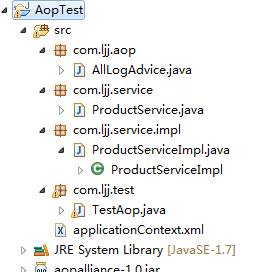 AopTest
src
com.ljj.aop
AllLogAdvice.java
com.ljj.service
ProductService.java
com.ljj.service.impl
ProductServiceImpl.java
ProductServiceImpl
com.ljj.test
TestAop.java
applicationContext.xml
JRE System Library [JavaSE-1.7]
aopalliance-1.0.jar